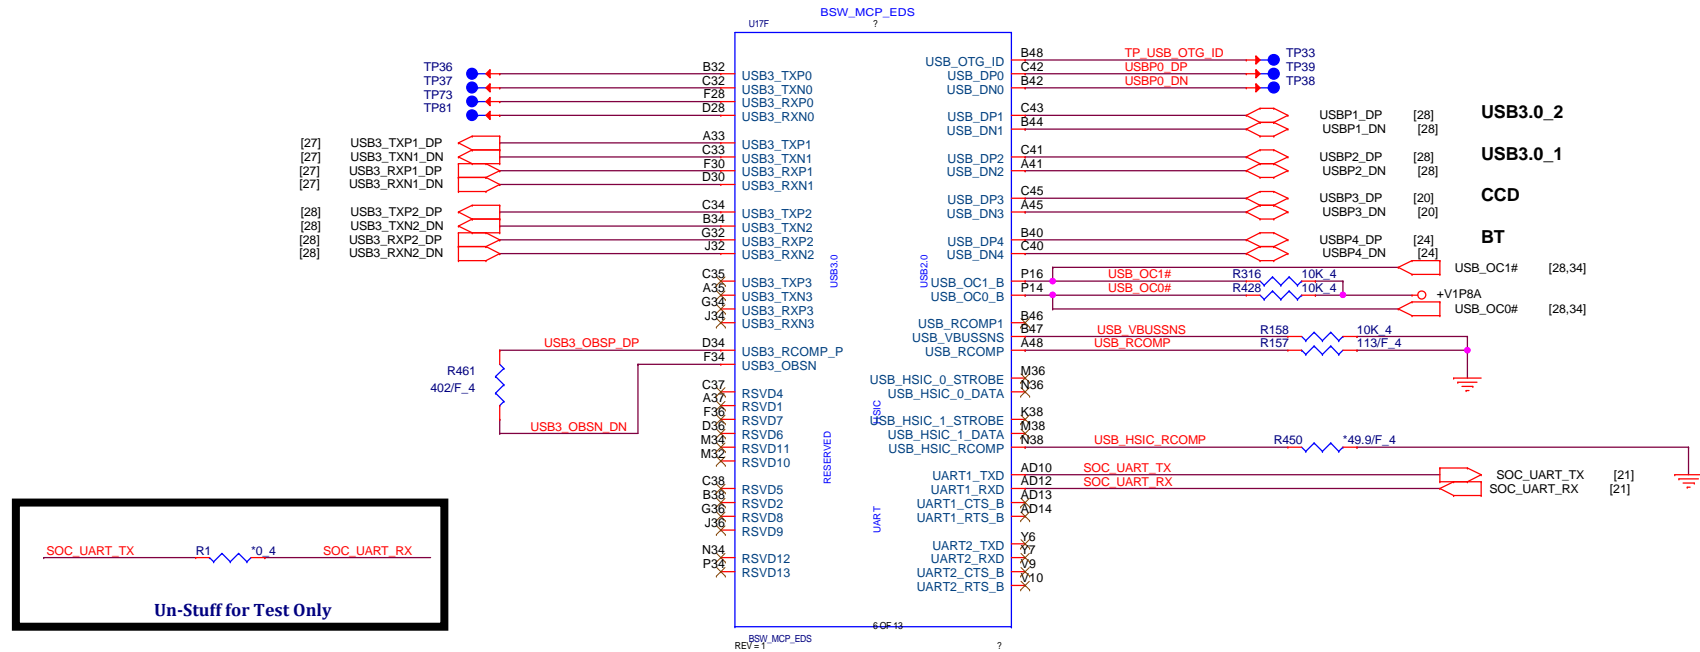 BSW_MCP_EDS
U17F ?
TP36 B32 USB3_TXP0
TP37 C32 USB3_TXN0
TP73 F28 USB3_RXP0
TP81 D28 USB3_RXN0
[27] USB3_TXP1_DP A33 USB3_TXP1
[27] USB3_TXN1_DN C33 USB3_TXN1
[27] USB3_RXP1_DP F30 USB3_RXP1
[27] USB3_RXN1_DN D30 USB3_RXN1
[28] USB3_TXP2_DP C34 USB3_TXP2
[28] USB3_TXN2_DN B34 USB3_TXN2
[28] USB3_RXP2_DP G32 USB3_RXP2
[28] USB3_RXN2_DN J32 USB3_RXN2
C35 USB3_TXP3
A35 USB3_TXN3
G34 USB3_RXP3
J34 USB3_RXN3
USB3_OBSP_DP D34 USB3_RCOMP_P
F34 USB3_OBSN
R461
402/F_4
USB3_OBSN_DN
C37 RSVD4
A37 RSVD1
F36 RSVD7
D36 RSVD6
M34 RSVD11
M32 RSVD10
C38 RSVD5
B38 RSVD2
G36 RSVD8
J36 RSVD9
N34 RSVD12
P34 RSVD13
USB3.0
RESERVED
USB2.0
HSIC
UART
USB_OTG_ID B48 TP_USB_OTG_ID TP33
USB_DP0 C42 USBP0_DP TP39
USB_DN0 B42 USBP0_DN TP38
USB_DP1 C43 USBP1_DP [28] USB3.0_2
USB_DN1 B44 USBP1_DN [28]
USB_DP2 C41 USBP2_DP [28] USB3.0_1
USB_DN2 A41 USBP2_DN [28]
USB_DP3 C45 USBP3_DP [20] CCD
USB_DN3 A45 USBP3_DN [20]
USB_DP4 B40 USBP4_DP [24] BT
USB_DN4 C40 USBP4_DN [24]
USB_OC1# [28,34]
USB_OC1_B P16 USB_OC1# R316 10K_4
USB_OC0_B P14 USB_OC0# R428 10K_4 +V1P8A
USB_OC0# [28,34]
USB_RCOMP1 B46
USB_VBUSSNS B47 USB_VBUSSNS R158 10K_4
USB_RCOMP A48 USB_RCOMP R157 113/F_4
USB_HSIC_0_STROBE M36
USB_HSIC_0_DATA N36
USB_HSIC_1_STROBE K38
USB_HSIC_1_DATA M38
USB_HSIC_RCOMP N38 USB_HSIC_RCOMP R450 *49.9/F_4
UART1_TXD AD10 SOC_UART_TX SOC_UART_TX [21]
UART1_RXD AD12 SOC_UART_RX SOC_UART_RX [21]
UART1_CTS_B AD13
UART1_RTS_B AD14
UART2_TXD Y6
UART2_RXD Y7
UART2_CTS_B V9
UART2_RTS_B V10
6 OF 13
BSW_MCP_EDS
REV = 1 ?
SOC_UART_TX R1 *0_4 SOC_UART_RX
Un-Stuff for Test Only